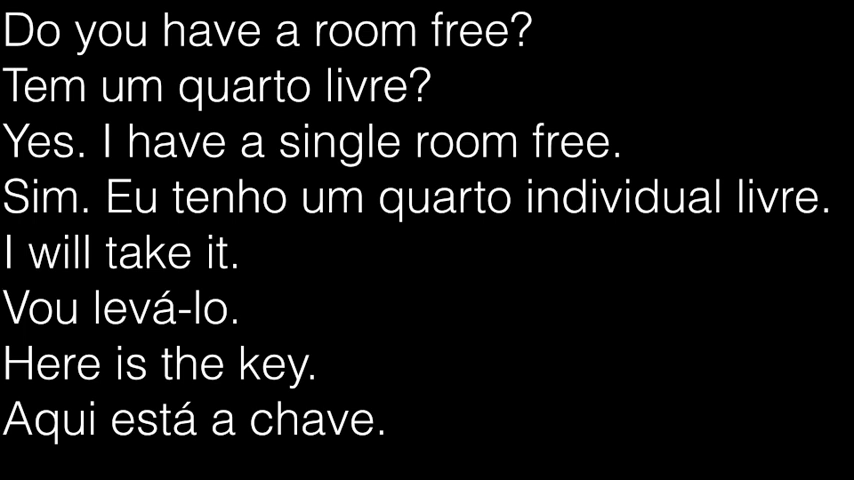 Do you have a room free?
Tem um quarto livre?
Yes. I have a single room free.
Sim. Eu tenho um quarto individual livre.
I will take it.
Vou levá-lo.
Here is the key.
Aqui está a chave.